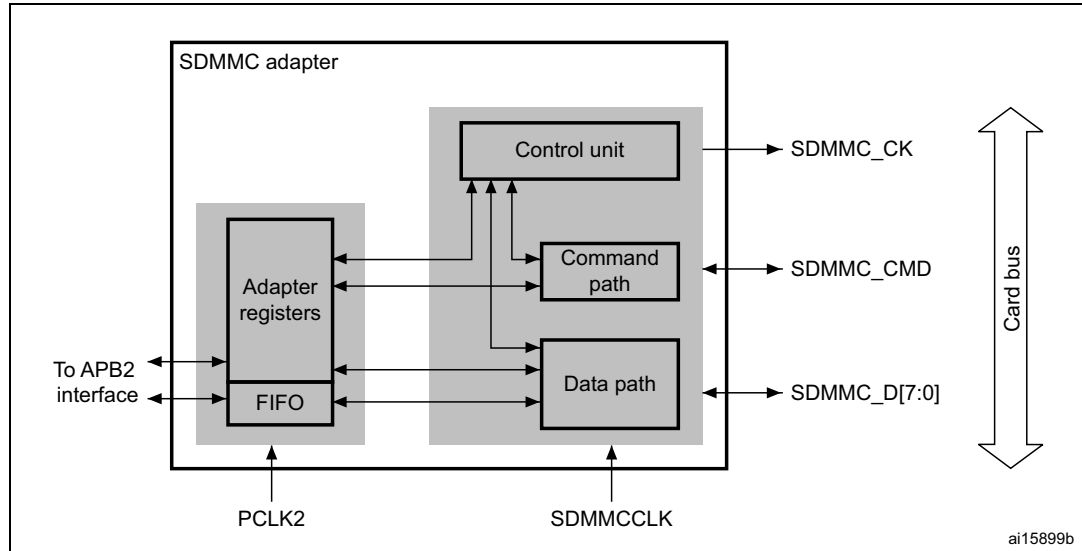 SDMMC adapter
Control unit
SDMMC_CK
Command
path
SDMMC_CMD
Adapter
registers
To APB2
interface
FIFO
Data path
SDMMC_D[7:0]
Card bus
PCLK2
SDMMCCLK
ai15899b